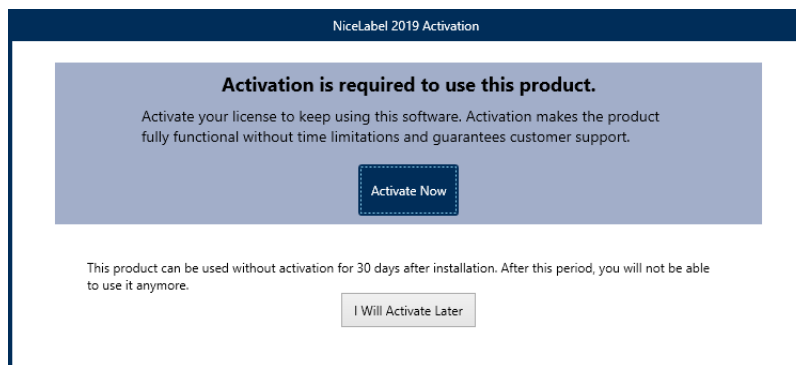 NiceLabel 2019 Activation
Activation is required to use this product.
Activate your license to keep using this software. Activation makes the product
fully functional without time limitations and guarantees customer support.
Activate Now
This product can be used without activation for 30 days after installation. After this period, you will not be able
to use it anymore.
I Will Activate Later